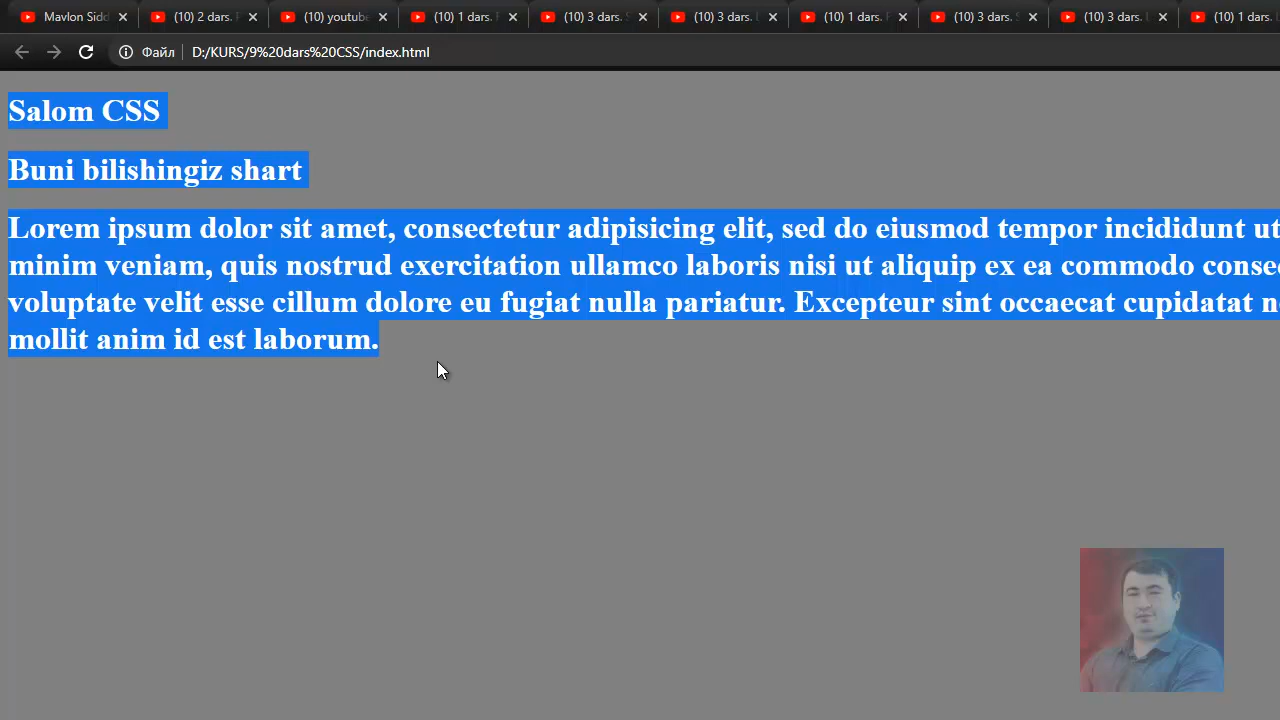 Mavlon Sidd
(10) 2 dars.
(10) youtube
(10) 1 dars.
(10) 3 dars.
(10) 3 dars.
(10) 1 dars.
(10) 3 dars.
(10) 3 dars.
(10) 1 dars.
Файл D:/KURS/9%20dars%20CSS/index.html
Salom CSS
Buni bilishingiz shart
Lorem ipsum dolor sit amet, consectetur adipisicing elit, sed do eiusmod tempor incididunt ut
minim veniam, quis nostrud exercitation ullamco laboris nisi ut aliquip ex ea commodo conse
voluptate velit esse cillum dolore eu fugiat nulla pariatur. Excepteur sint occaecat cupidatat n
mollit anim id est laborum.